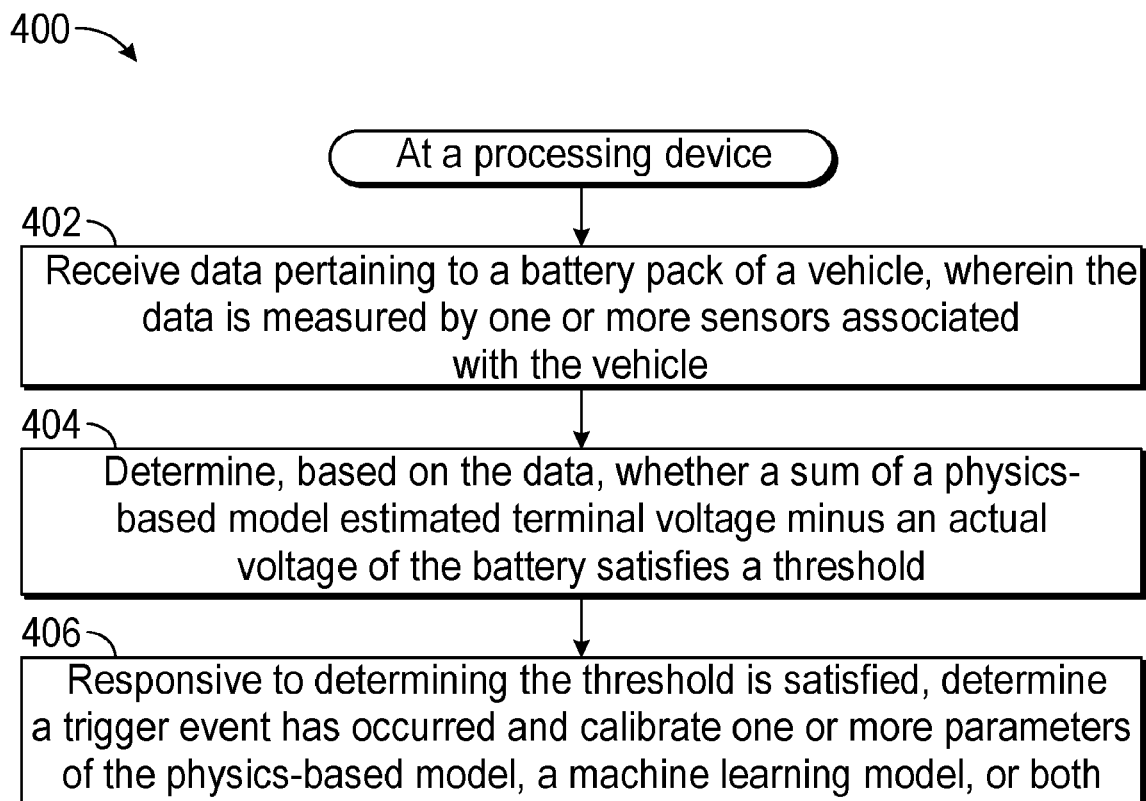 400
At a processing device
402
Receive data pertaining to a battery pack of a vehicle, wherein the
data is measured by one or more sensors associated
with the vehicle
404
Determine, based on the data, whether a sum of a physics-
based model estimated terminal voltage minus an actual
voltage of the battery satisfies a threshold
406
Responsive to determining the threshold is satisfied, determine
a trigger event has occurred and calibrate one or more parameters
of the physics-based model, a machine learning model, or both